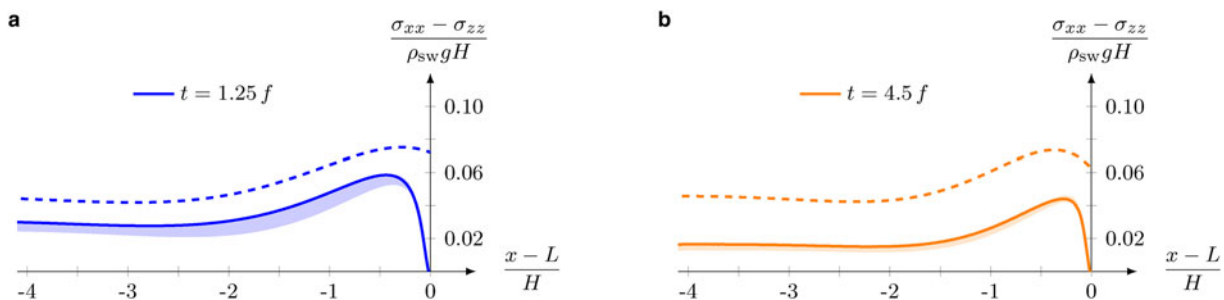 a
σxx − σzz
ρsw g H
t = 1.25 f
0.10
0.06
0.02
x − L
H
-4 -3 -2 -1 0
b
σxx − σzz
ρsw g H
t = 4.5 f
0.10
0.06
0.02
x − L
H
-4 -3 -2 -1 0